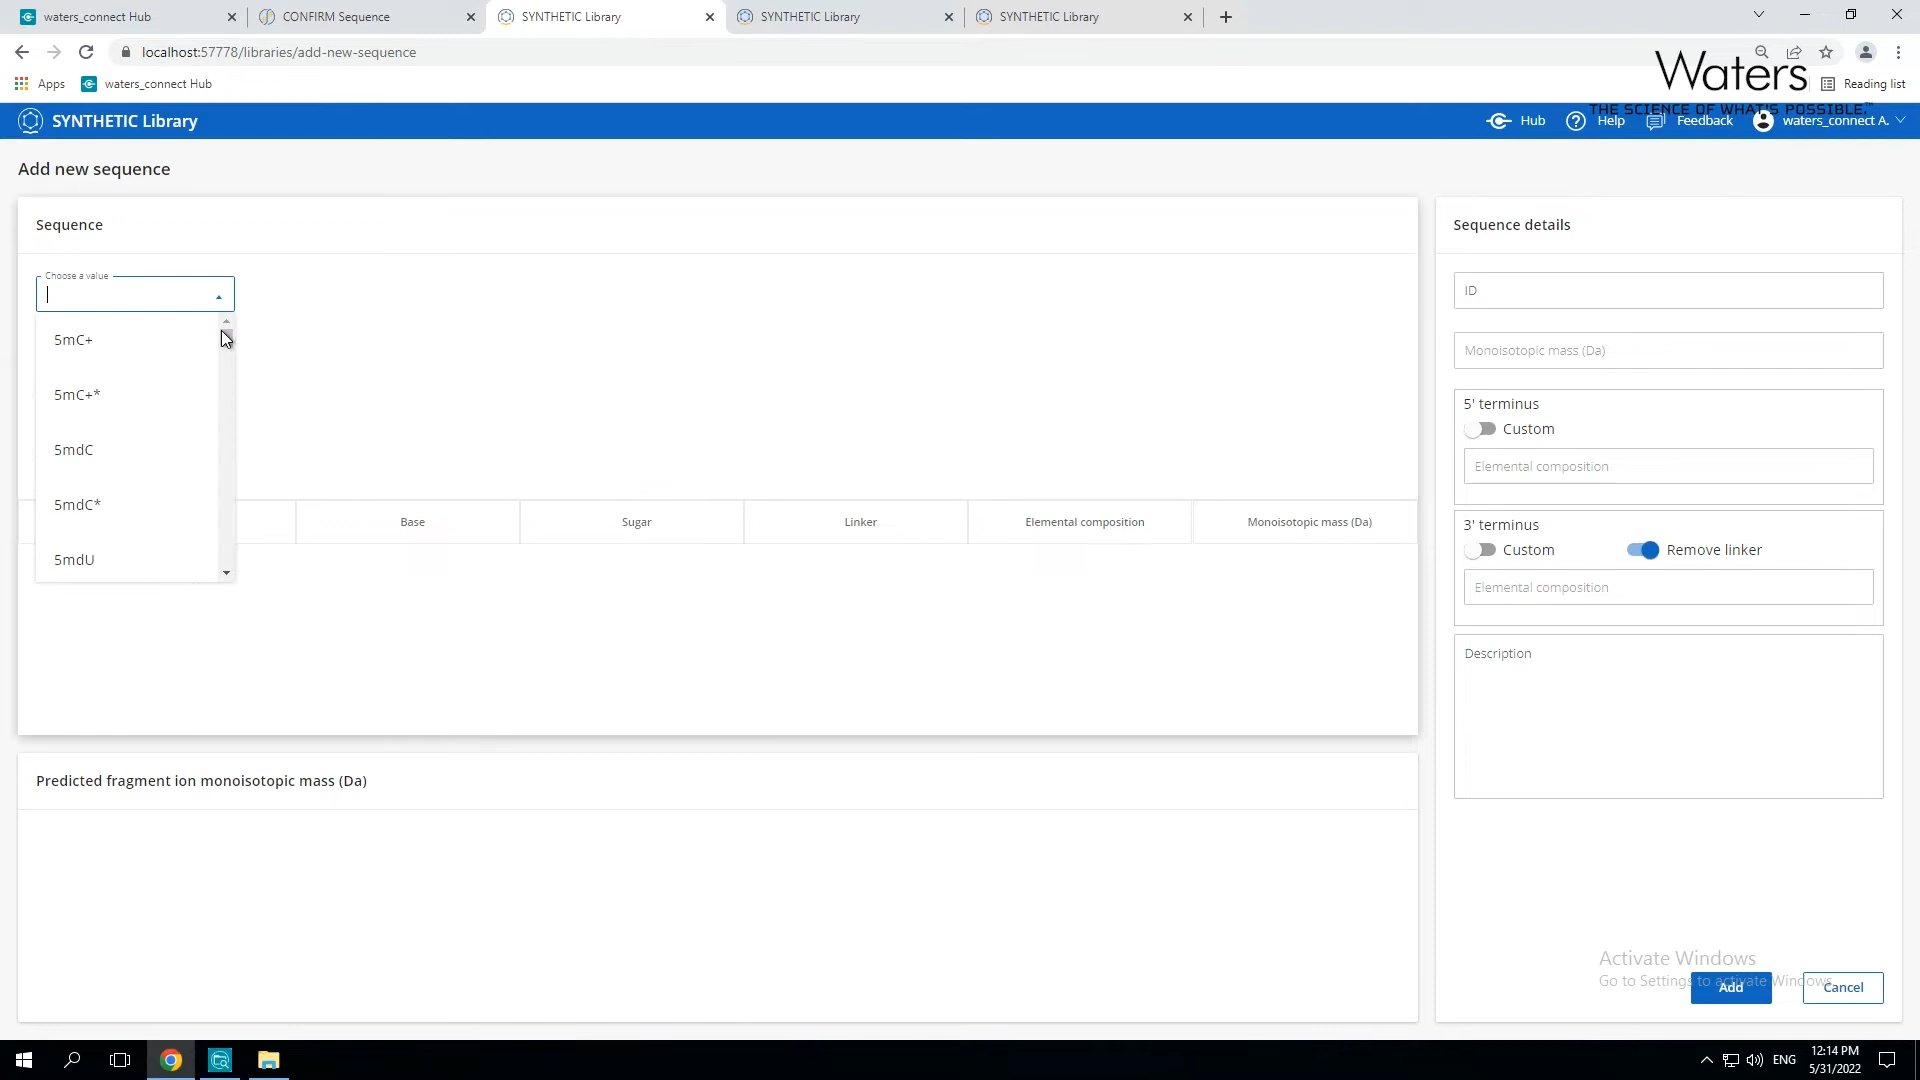 waters_connect Hub
CONFIRM Sequence
SYNTHETIC Library
SYNTHETIC Library
SYNTHETIC Library
localhost:57778/libraries/add-new-sequence
Waters
THE SCIENCE OF WHAT'S POSSIBLE.™
Apps
waters_connect Hub
Reading list
SYNTHETIC Library
Hub
Help
Feedback
waters_connect A.
Add new sequence
Sequence
Choose a value
5mC+
5mC+*
5mdC
5mdC*
5mdU
Base
Sugar
Linker
Elemental composition
Monoisotopic mass (Da)
Predicted fragment ion monoisotopic mass (Da)
Sequence details
ID
Monoisotopic mass (Da)
5' terminus
Custom
Elemental composition
3' terminus
Custom
Remove linker
Elemental composition
Description
Activate Windows
Go to Settings to activate Windows.
Add
Cancel
ENG
12:14 PM
5/31/2022